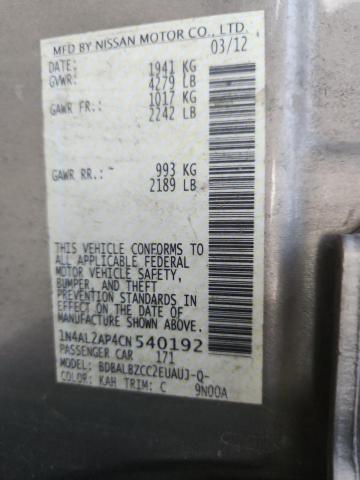 MFD BY NISSAN MOTOR CO., LTD.
03/12
DATE: 1941 KG
GVWR: 4279 LB
GAWR FR: 1017 KG
2242 LB
GAWR RR: 993 KG
2189 LB
THIS VEHICLE CONFORMS TO
ALL APPLICABLE FEDERAL
MOTOR VEHICLE SAFETY,
BUMPER, AND THEFT
PREVENTION STANDARDS IN
EFFECT ON THE DATE OF
MANUFACTURE SHOWN ABOVE.
1N4AL2AP4CN540192
PASSENGER CAR 171
MODEL: BDBALBZCC2EUAUJ-Q-
COLOR: KAH TRIM: C 9N00A